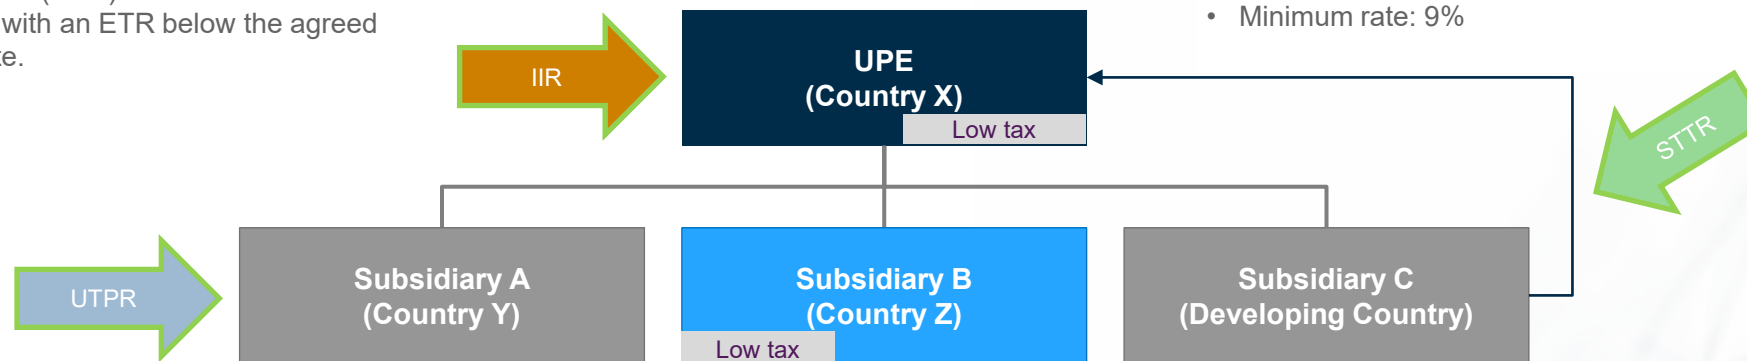 with an ETR below the agreed
• Minimum rate: 9%
IIR
UPE
(Country X)
Low tax
STTR
UTPR
Subsidiary A
(Country Y)
Subsidiary B
(Country Z)
Low tax
Subsidiary C
(Developing Country)